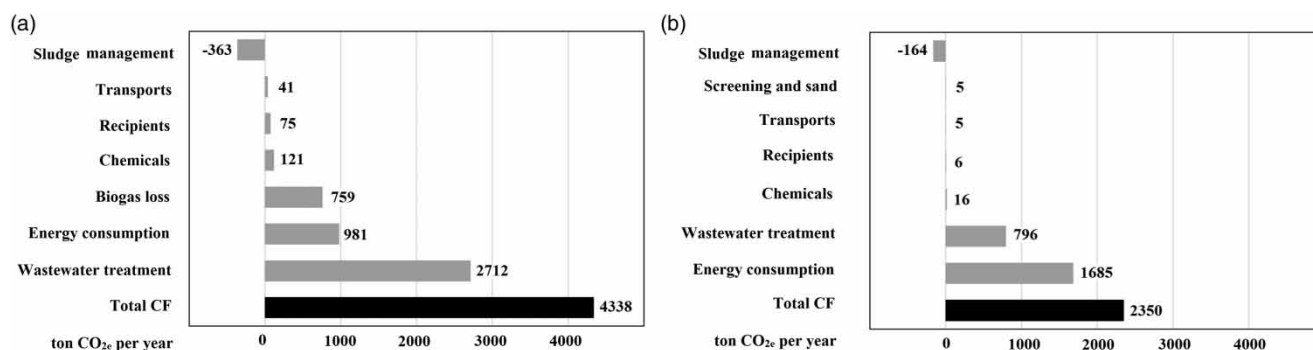 (a)
Sludge management -363
Transports 41
Recipients 75
Chemicals 121
Biogas loss 759
Energy consumption 981
Wastewater treatment 2712
Total CF 4338
ton CO2e per year 0 1000 2000 3000 4000
(b)
Sludge management -164
Screening and sand 5
Transports 5
Recipients 6
Chemicals 16
Wastewater treatment 796
Energy consumption 1685
Total CF 2350
ton CO2e per year 0 1000 2000 3000 4000